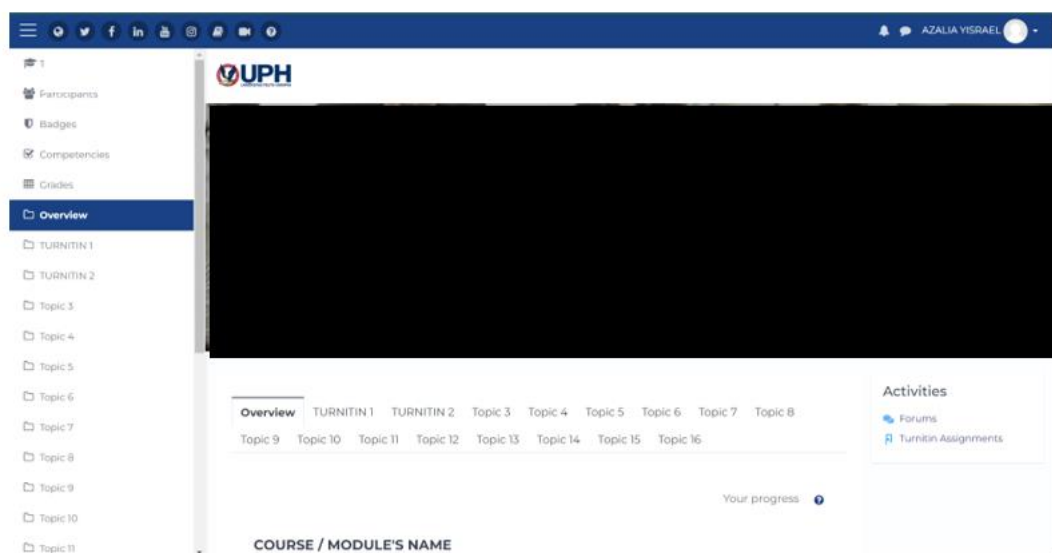 AZALIA YISRAEL
1
Participants
Badges
Competencies
Grades
Overview
TURNITIN 1
TURNITIN 2
Topic 3
Topic 4
Topic 5
Topic 6
Topic 7
Topic 8
Topic 9
Topic 10
Topic 11
UPH
Overview TURNITIN 1 TURNITIN 2 Topic 3 Topic 4 Topic 5 Topic 6 Topic 7 Topic 8
Topic 9 Topic 10 Topic 11 Topic 12 Topic 13 Topic 14 Topic 15 Topic 16
Your progress
COURSE / MODULE'S NAME
Activities
Forums
Turnitin Assignments